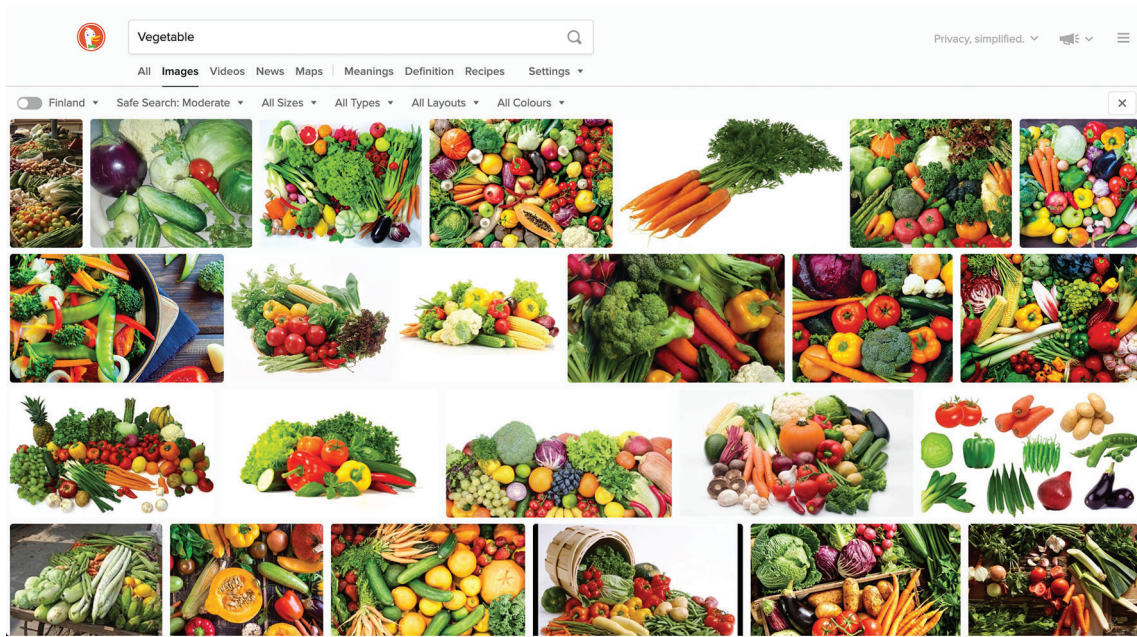 Vegetable
Privacy, simplified.
All Images Videos News Maps Meanings Definition Recipes Settings
Finland Safe Search: Moderate All Sizes All Types All Layouts All Colours